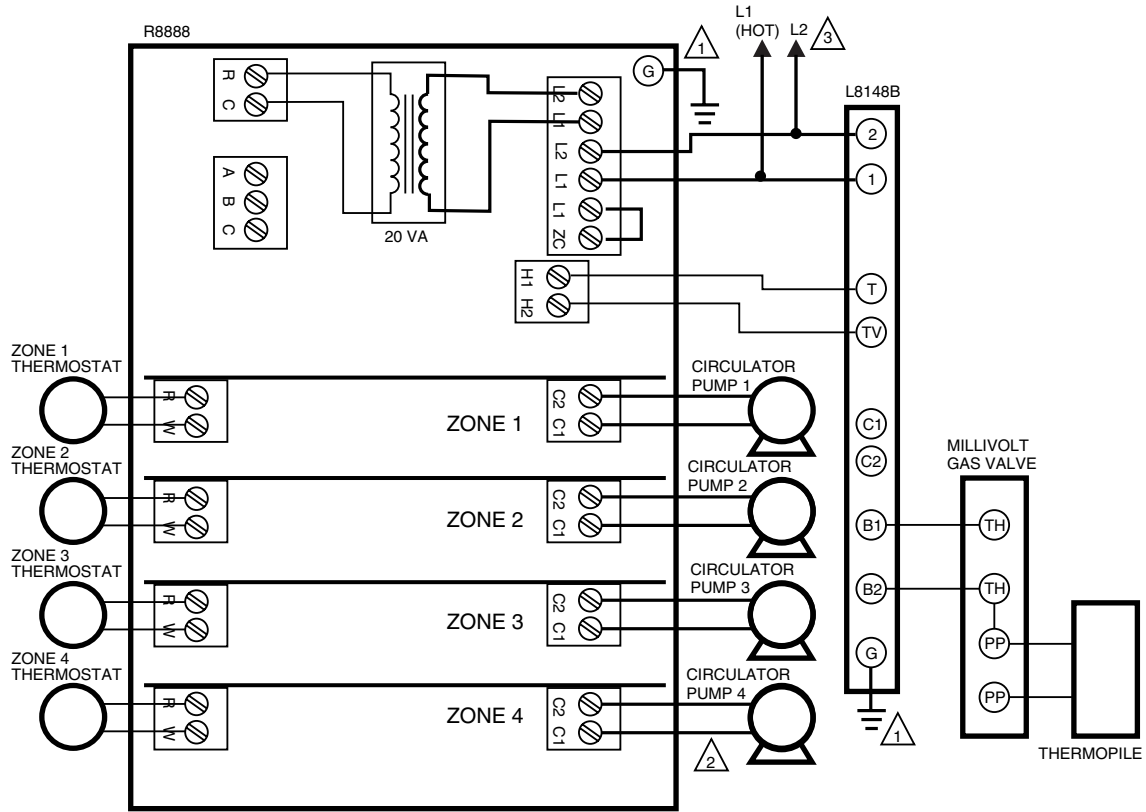 R8888
L1
(HOT)
L2
1
3
G
R
C
L2
L1
L2
L1
L1
ZC
L8148B
2
1
A
B
C
20 VA
H1
H2
T
TV
ZONE 1
THERMOSTAT
R
W
ZONE 1
C2
C1
CIRCULATOR
PUMP 1
C1
C2
ZONE 2
THERMOSTAT
R
W
ZONE 2
C2
C1
CIRCULATOR
PUMP 2
MILLIVOLT
GAS VALVE
B1
TH
ZONE 3
THERMOSTAT
R
W
ZONE 3
C2
C1
CIRCULATOR
PUMP 3
B2
TH
PP
G
ZONE 4
THERMOSTAT
R
W
ZONE 4
C2
C1
CIRCULATOR
PUMP 4
2
PP
1
THERMOPILE